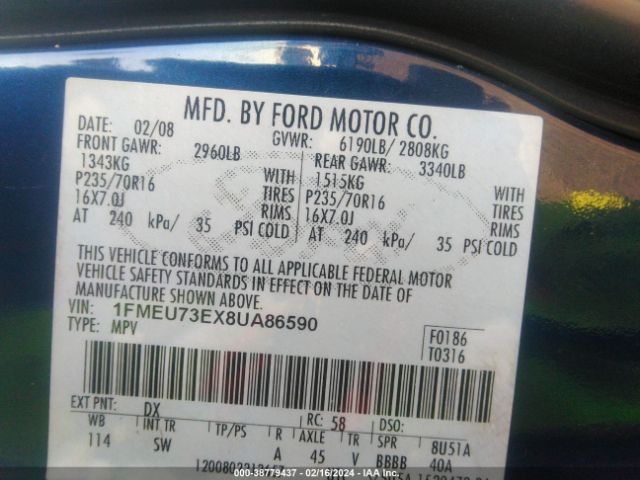 MFD. BY FORD MOTOR CO.
DATE: 02/08 GVWR: 6190LB/ 2808KG
FRONT GAWR: 2960LB REAR GAWR: 3340LB
1343KG WITH 1515KG WITH
P235/70R16 TIRES P235/70R16 TIRES
16X7.0J RIMS 16X7.0J RIMS
AT 240 kPa/ 35 PSI COLD AT 240 kPa/ 35 PSI COLD
THIS VEHICLE CONFORMS TO ALL APPLICABLE FEDERAL MOTOR
VEHICLE SAFETY STANDARDS IN EFFECT ON THE DATE OF
MANUFACTURE SHOWN ABOVE.
VIN: 1FMEU73EX8UA86590
TYPE: MPV
F0186
T0316
EXT PNT: DX RC: 58 DSO:
WB INT TR TP/PS R AXLE TR SPR 8U51A
114 SW A 45 V BBBB 40A
IAAI 000-38779437 - 02/16/2024 - IAAI.COM